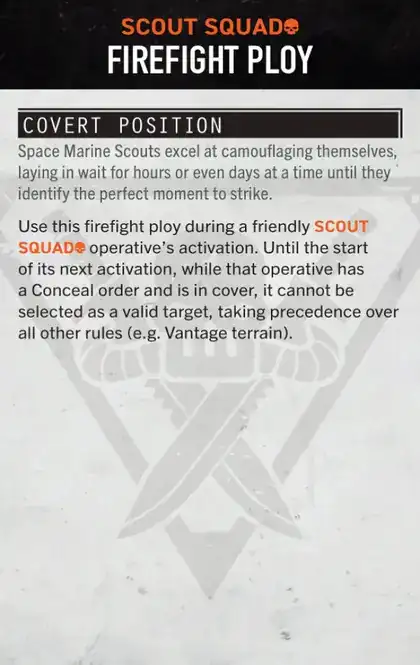 SCOUT SQUAD
FIREFIGHT PLOY
COVERT POSITION
Space Marine Scouts excel at camouflaging themselves,
laying in wait for hours or even days at a time until they
identify the perfect moment to strike.
Use this firefight ploy during a friendly SCOUT
SQUAD operative’s activation. Until the start
of its next activation, while that operative has
a Conceal order and is in cover, it cannot be
selected as a valid target, taking precedence over
all other rules (e.g. Vantage terrain).